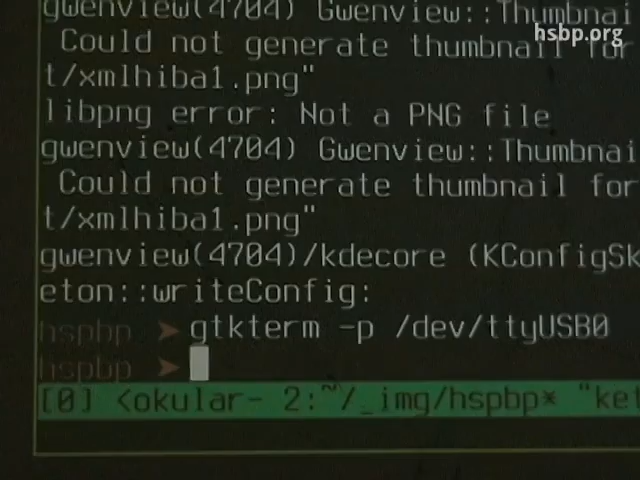 gwenview(4704) Gwenview::Thumbnai
hsbp.org
Could not generate thumbnail for
t/xmlhiba1.png"
libpng error: Not a PNG file
gwenview(4704) Gwenview::Thumbnai
Could not generate thumbnail for
t/xmlhiba1.png"
gwenview(4704)/kdecore (KConfigSk
eton::writeConfig:
hspbp ➤ gtkterm -p /dev/ttyUSB0
hspbp ➤
[0] <okular- 2:~/_img/hspbp* "ket